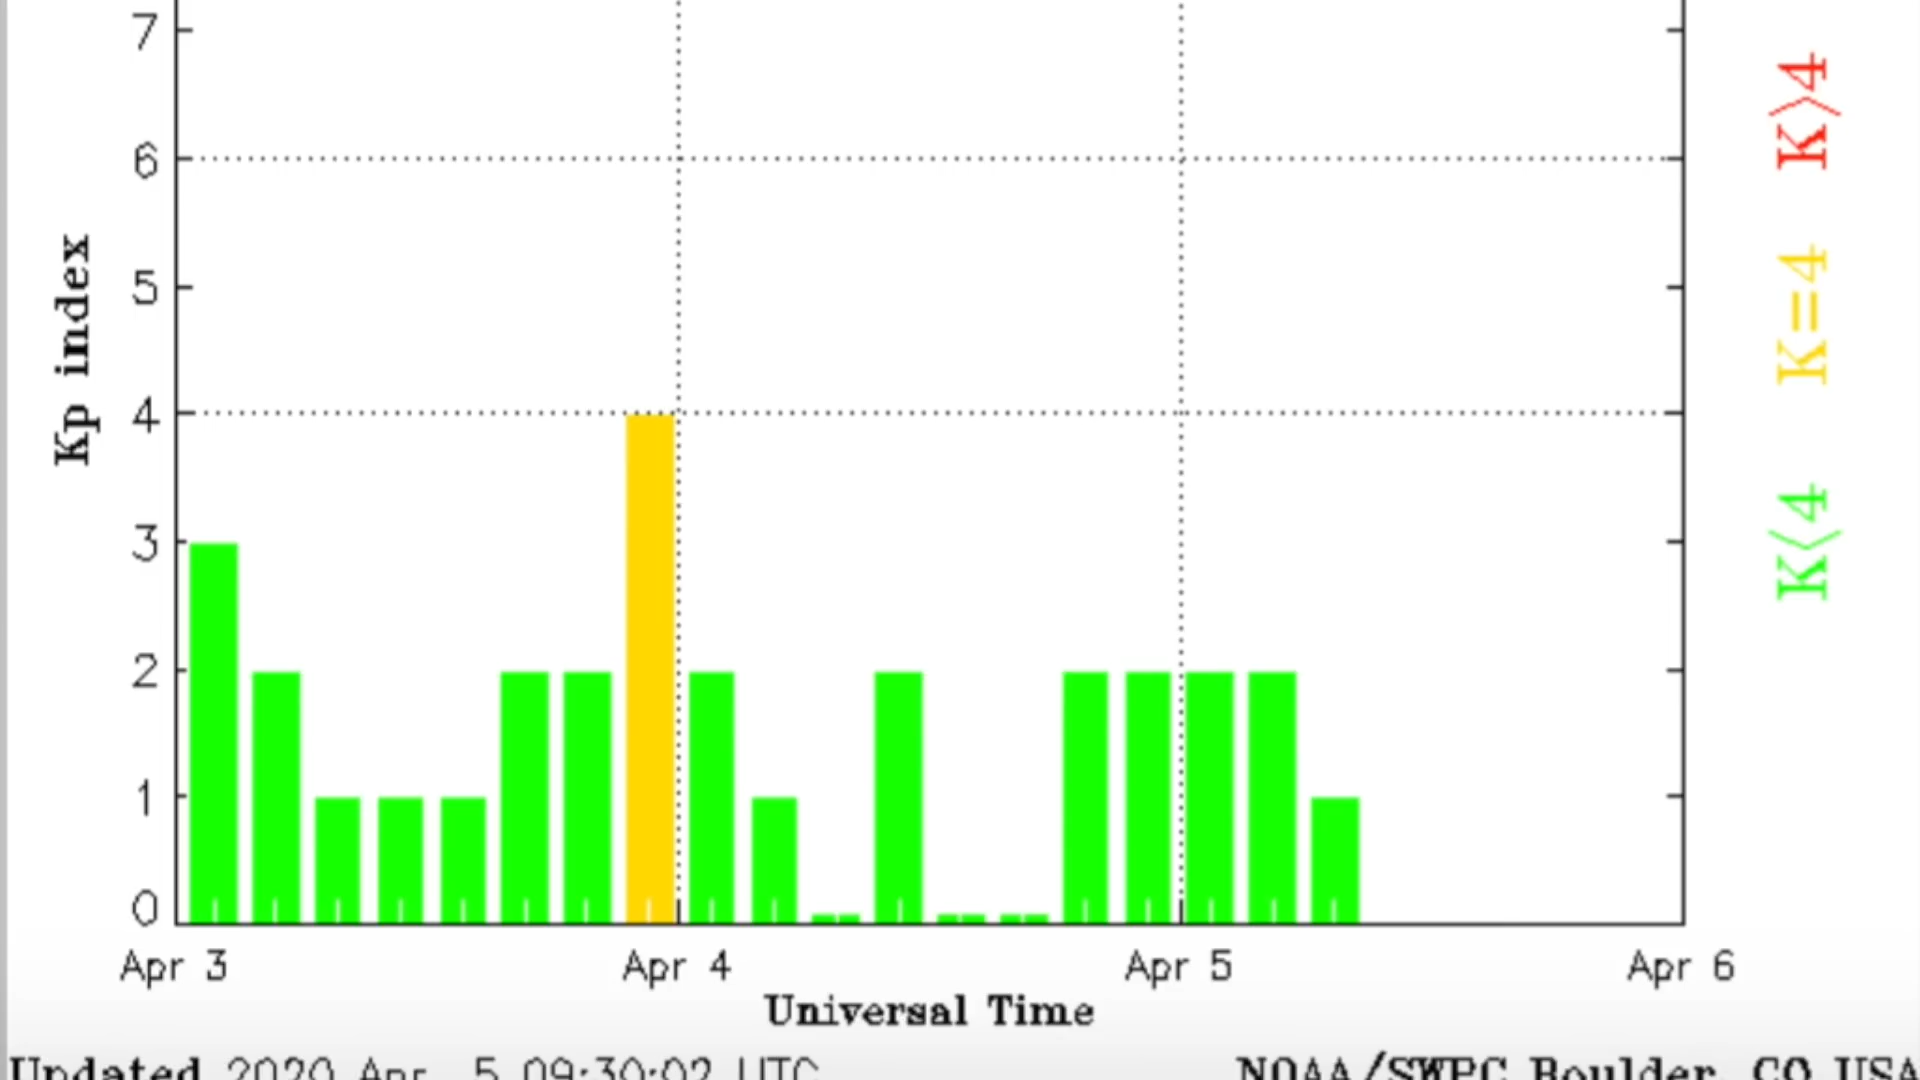 7
6
5
4
3
2
1
0
Kp index
Apr 3 Apr 4 Apr 5 Apr 6
Universal Time
K<4 K=4 K>4
Updated 2020 Apr 5 09:30:02 UTC
NOAA/SWPC Boulder, CO USA